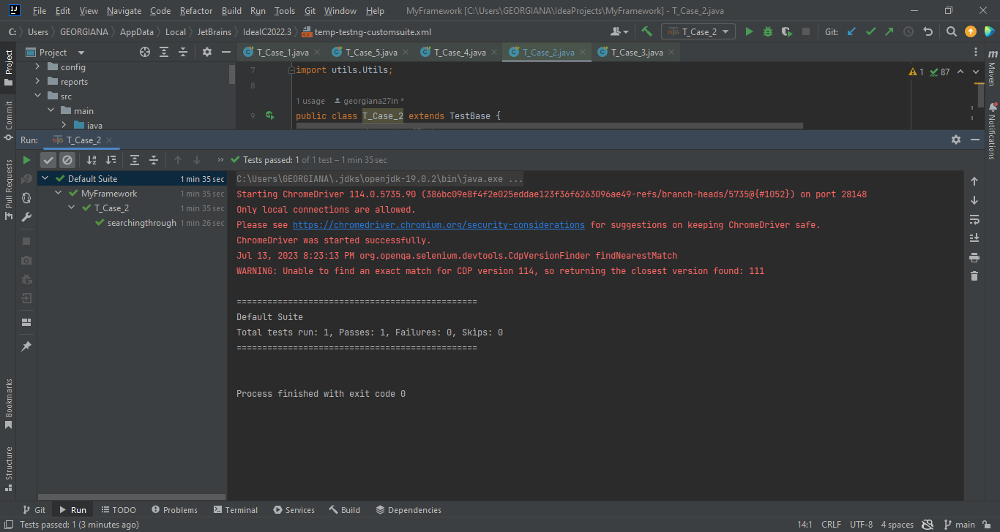 File Edit View Navigate Code Refactor Build Run Tools Git Window Help MyFramework [C:\Users\GEORGIANA\IdeaProjects\MyFramework] - T_Case_2.java
C: Users GEORGIANA AppData Local JetBrains IdeaIC2022.3 temp-testng-customsuite.xml T_Case_2 Git:
Project T_Case_1.java T_Case_5.java T_Case_4.java T_Case_2.java T_Case_3.java
config
reports
src
main
java
7 import utils.Utils; 1 87
8
1 usage georgiana27in *
9 public class T_Case_2 extends TestBase {
Project
Commit
Pull Requests
Bookmarks
Structure
Maven
Notifications
Run: T_Case_2
Tests passed: 1 of 1 test – 1 min 35 sec
Default Suite 1 min 35 sec
MyFramework 1 min 35 sec
T_Case_2 1 min 35 sec
searchingthrough 1 min 26 sec
C:\Users\GEORGIANA\.jdks\openjdk-19.0.2\bin\java.exe ...
Starting ChromeDriver 114.0.5735.90 (386bc09e8f4f2e025eddae123f36f6263096ae49-refs/branch-heads/5735@{#1052}) on port 28148
Only local connections are allowed.
Please see https://chromedriver.chromium.org/security-considerations for suggestions on keeping ChromeDriver safe.
ChromeDriver was started successfully.
Jul 13, 2023 8:23:13 PM org.openqa.selenium.devtools.CdpVersionFinder findNearestMatch
WARNING: Unable to find an exact match for CDP version 114, so returning the closest version found: 111
===============================================
Default Suite
Total tests run: 1, Passes: 1, Failures: 0, Skips: 0
===============================================
Process finished with exit code 0
Git Run TODO Problems Terminal Services Build Dependencies
Tests passed: 1 (3 minutes ago) 14:1 CRLF UTF-8 4 spaces main